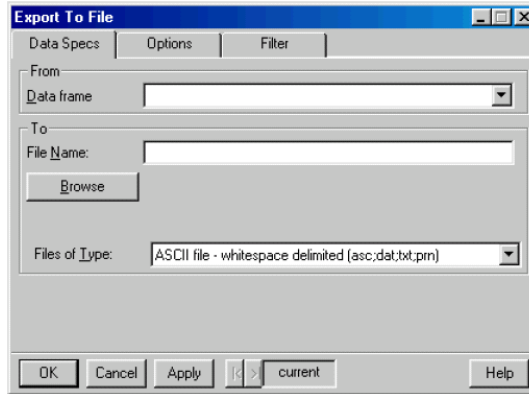 Export To File
Data Specs Options Filter
From
Data frame
To
File Name:
Browse
Files of Type: ASCII file - whitespace delimited (asc;dat;txt;prn)
OK Cancel Apply current Help